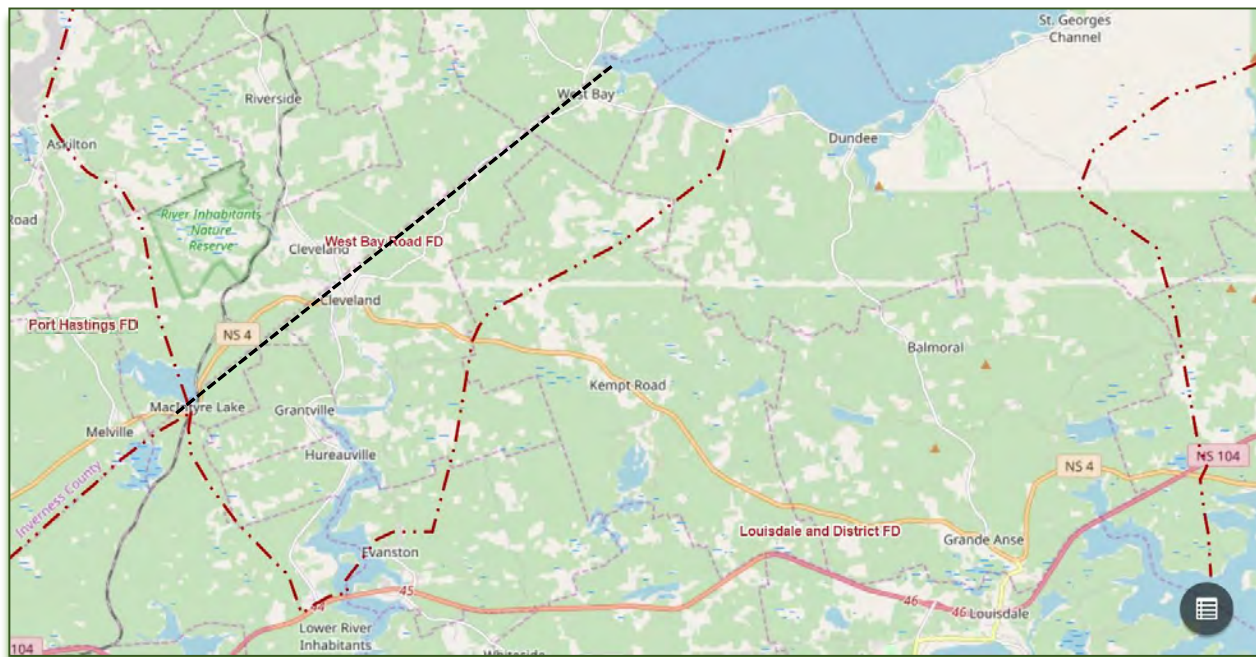 St. Georges
Channel
West Bay
Riverside
Dundee
Askilton
Road
River Inhabitants
Nature
Reserve
West Bay Road FD
Cleveland
Cleveland
Port Hastings FD
NS 4
Balmoral
Kempt Road
MacIntyre Lake
Grantville
Melville
Hureauville
NS 104
NS 4
Inverness County
Louisdale and District FD
Grande Anse
Evanston
45
44
46
46
Louisdale
Lower River
Inhabitants
104
Whiteside